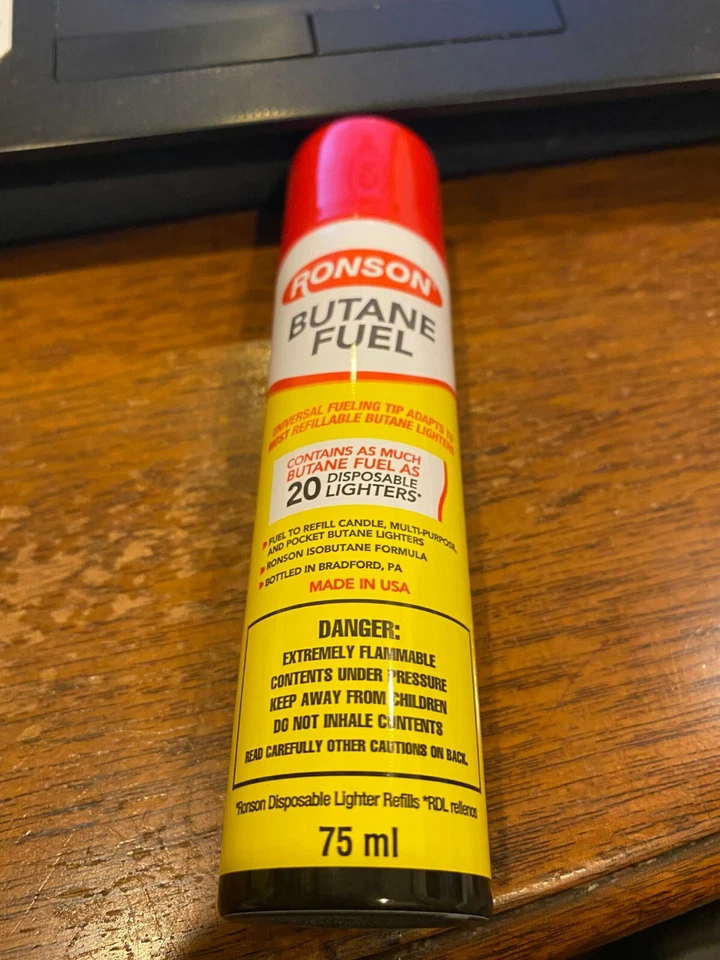 RONSON
BUTANE
FUEL
UNIVERSAL FUELING TIP ADAPTS TO
MOST REFILLABLE BUTANE LIGHTERS
CONTAINS AS MUCH
BUTANE FUEL AS
20 DISPOSABLE
LIGHTERS*
FUEL TO REFILL CANDLE, MULTI-PURPOSE,
AND POCKET BUTANE LIGHTERS
RONSON ISOBUTANE FORMULA
BOTTLED IN BRADFORD, PA
MADE IN USA
DANGER:
EXTREMELY FLAMMABLE
CONTENTS UNDER PRESSURE
KEEP AWAY FROM CHILDREN
DO NOT INHALE CONTENTS
READ CAREFULLY OTHER CAUTIONS ON BACK.
*Ronson Disposable Lighter Refills *RDL rellenos
75 ml